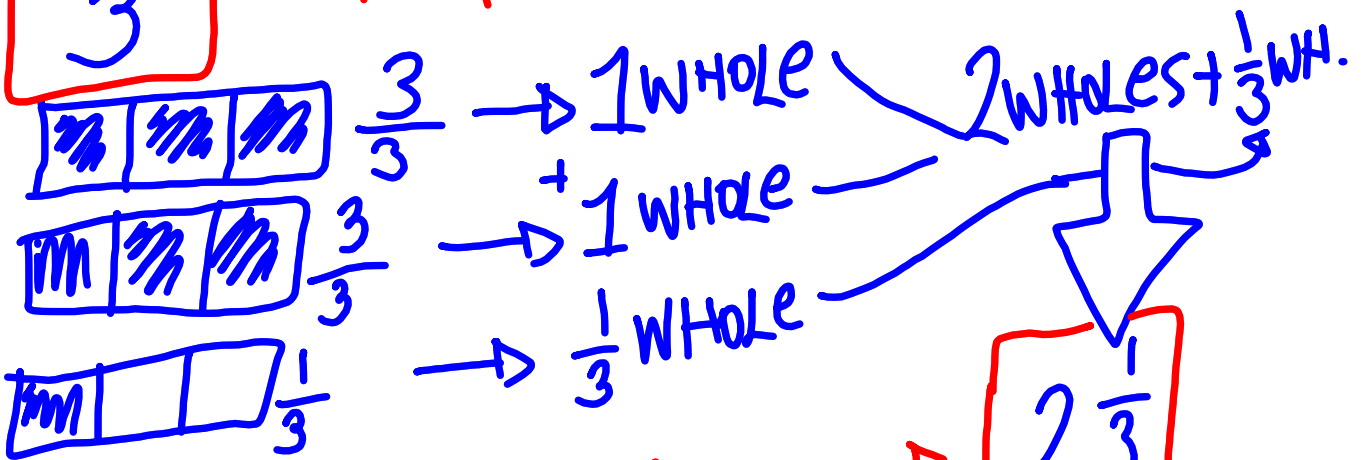 3
3/3 → 1 WHOLE
2 WHOLES + 1/3 WH.
+
3/3 → 1 WHOLE
1/3 → 1/3 WHOLE
2 1/3